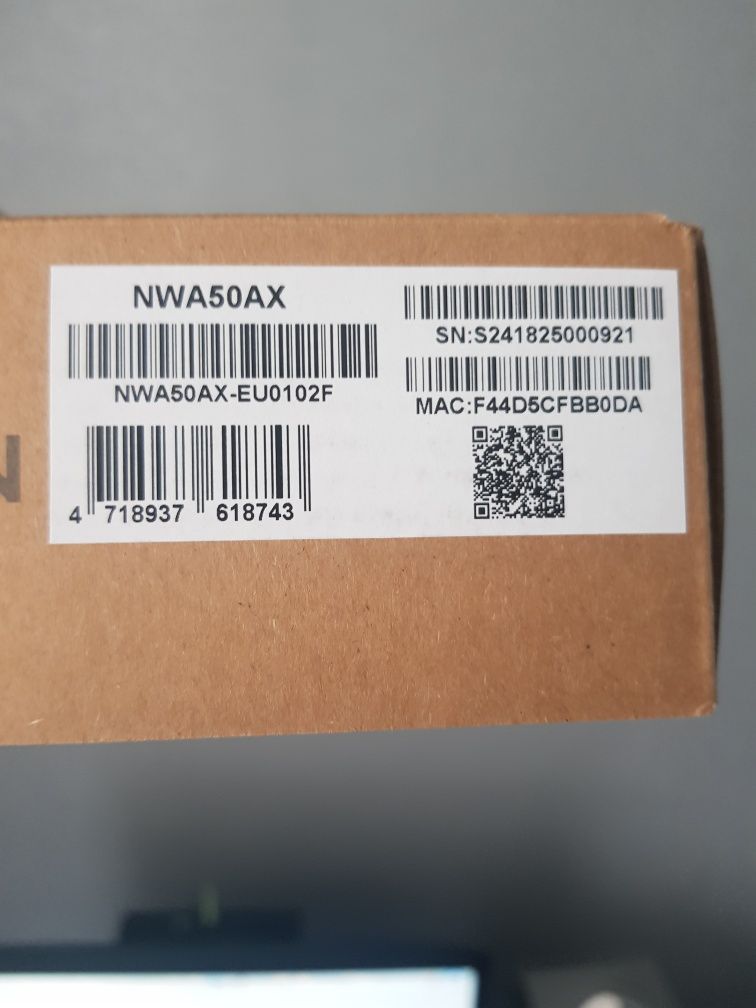 NWA50AX
NWA50AX-EU0102F
4 718937 618743
SN:S241825000921
MAC:F44D5CFBB0DA
N